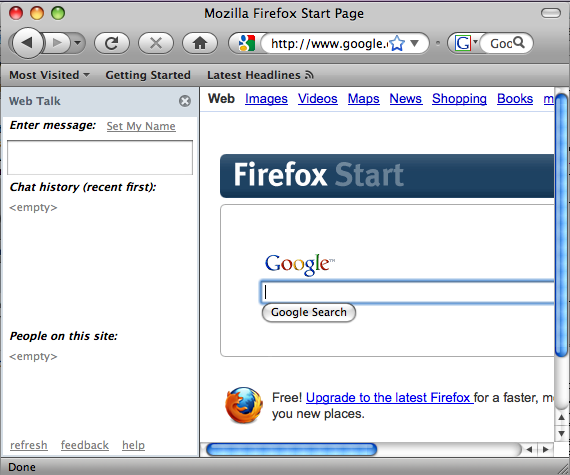 Mozilla Firefox Start Page
http://www.google.
Goo
Most Visited Getting Started Latest Headlines
Web Talk
Web Images Videos Maps News Shopping Books m
Enter message: Set My Name
Chat history (recent first):
<empty>
People on this site:
<empty>
refresh feedback help
Firefox Start
Google™
Google Search
Free! Upgrade to the latest Firefox for a faster, m
you new places.
Done